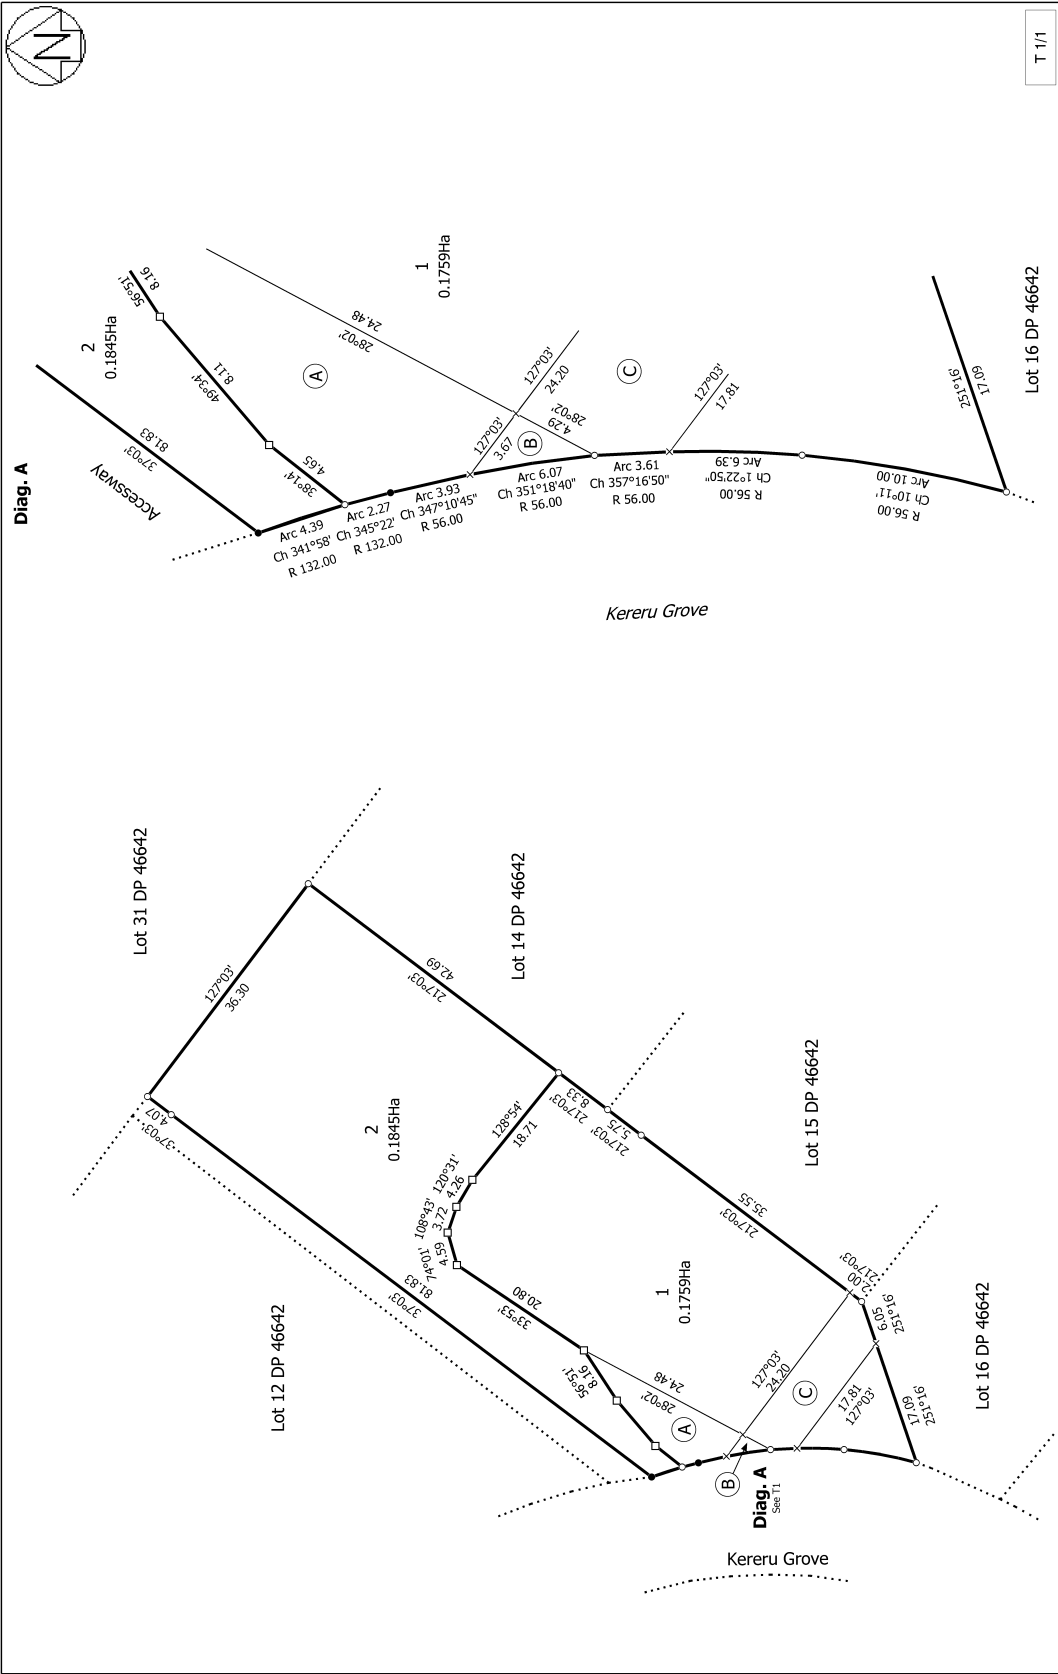 N
T 1/1
Diag. A
Accessway
37°03'
81.83
2
0.1845Ha
56°51'
8.16
49°34'
8.11
38°14'
4.65
A
1
0.1759Ha
28°02'
24.48
127°03'
24.20
127°03'
3.67
B
28°02'
4.29
C
127°03'
17.81
Arc 4.39
Ch 341°58'
R 132.00
Arc 2.27
Ch 345°22'
R 132.00
Arc 3.93
Ch 347°10'45"
R 56.00
Arc 6.07
Ch 351°18'40"
R 56.00
Arc 3.61
Ch 357°16'50"
R 56.00
R 56.00
Ch 1°22'50"
Arc 6.39
R 56.00
Ch 10°11'
Arc 10.00
251°16'
17.09
Lot 16 DP 46642
Kereru Grove
Lot 31 DP 46642
127°03'
36.30
37°03'
4.07
217°03'
42.69
Lot 14 DP 46642
2
0.1845Ha
Lot 12 DP 46642
37°03'
81.83
74°01'
4.59
108°43'
3.72
120°31'
4.26
128°54'
18.71
217°03'
8.33
217°03'
5.75
Lot 15 DP 46642
217°03'
35.55
33°53'
20.80
56°51'
8.16
1
0.1759Ha
28°02'
24.48
A
127°03'
24.20
217°03'
2.00
6.05
251°16'
C
17.81
127°03'
17.09
251°16'
Lot 16 DP 46642
B
Diag. A
See T1
Kereru Grove